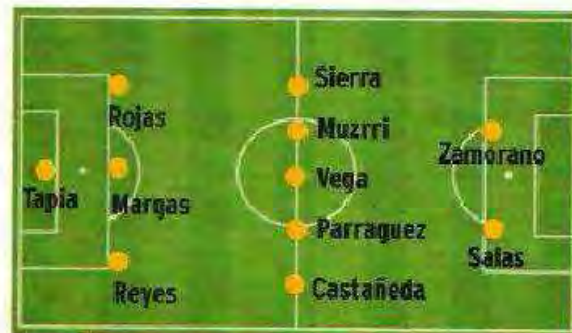 Sierra
Rojas
Muzrri
Zamorano
Tapia
Margas
Vega
Parraguez
Salas
Reyes
Castañeda